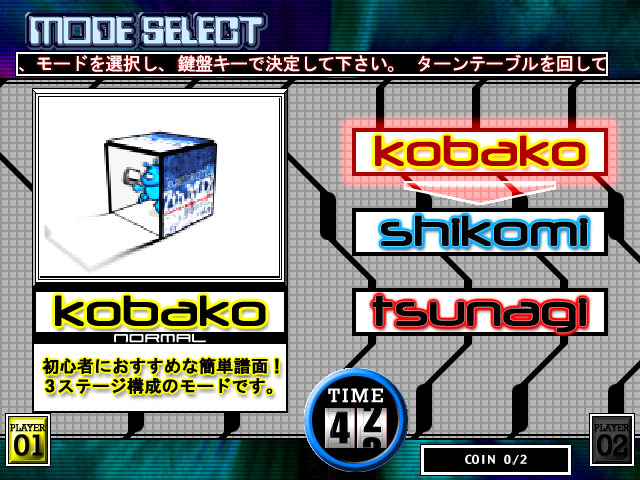 MODE SELECT
、モードを選択し、鍵盤キーで決定して下さい。 ターンテーブルを回して
kobako
shikomi
tsunagi
kobako
NORMAL
初心者におすすめな簡単譜面！
３ステージ構成のモードです。
TIME
4
PLAYER
01
COIN 0/2
PLAYER
02